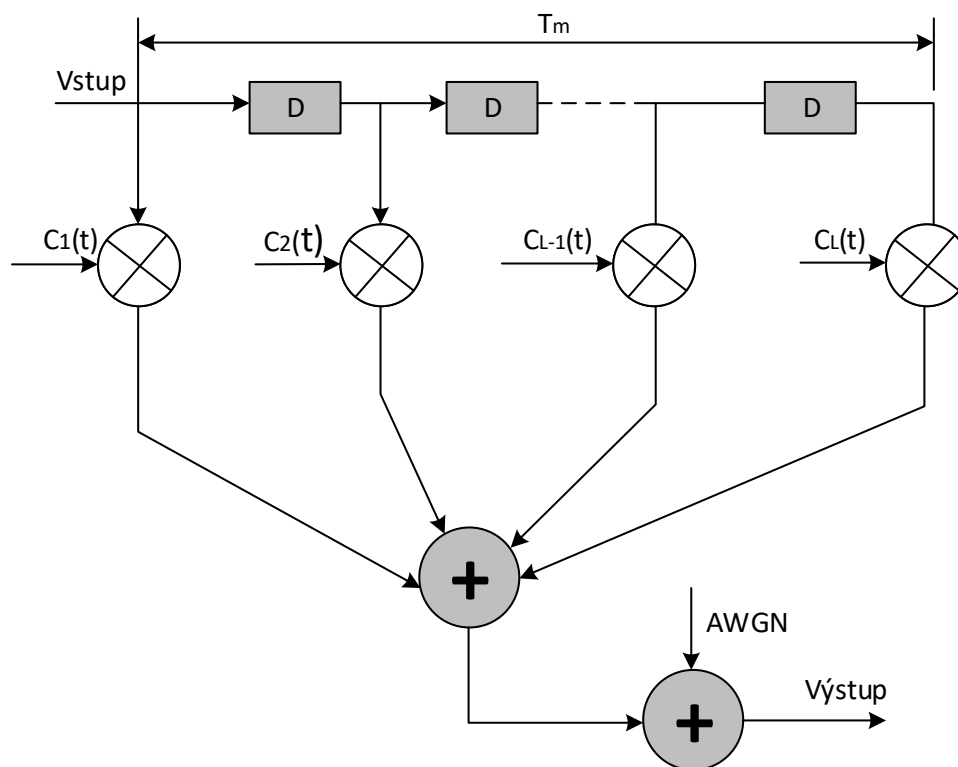 Tm
Vstup
D
D
D
C1(t)
C2(t)
CL-1(t)
CL(t)
+
AWGN
Výstup
+